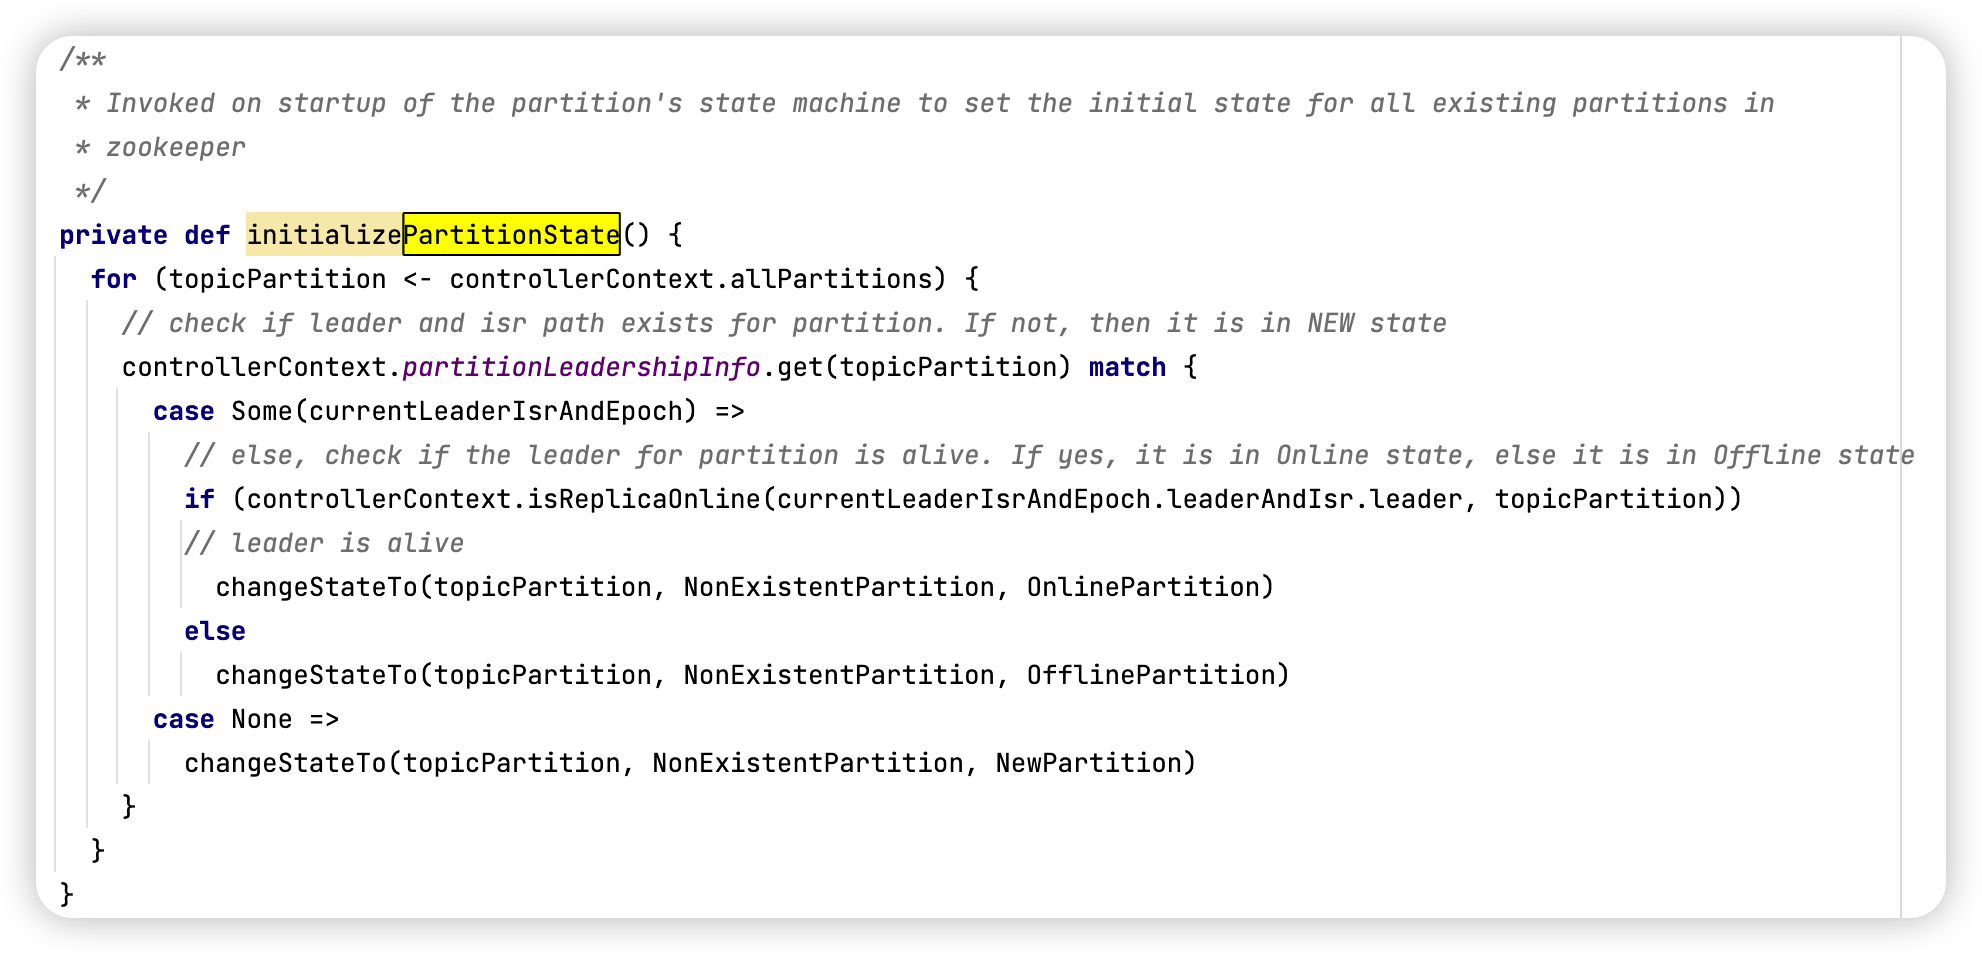 /**
 * Invoked on startup of the partition's state machine to set the initial state for all existing partitions in
 * zookeeper
 */
private def initializePartitionState() {
  for (topicPartition <- controllerContext.allPartitions) {
    // check if leader and isr path exists for partition. If not, then it is in NEW state
    controllerContext.partitionLeadershipInfo.get(topicPartition) match {
      case Some(currentLeaderIsrAndEpoch) =>
        // else, check if the leader for partition is alive. If yes, it is in Online state, else it is in Offline state
        if (controllerContext.isReplicaOnline(currentLeaderIsrAndEpoch.leaderAndIsr.leader, topicPartition))
        // leader is alive
          changeStateTo(topicPartition, NonExistentPartition, OnlinePartition)
        else
          changeStateTo(topicPartition, NonExistentPartition, OfflinePartition)
      case None =>
        changeStateTo(topicPartition, NonExistentPartition, NewPartition)
    }
  }
}